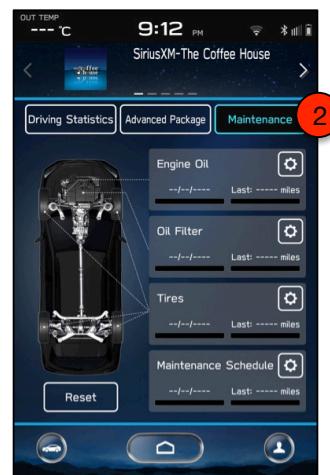 OUT TEMP
--- °C
9:12 PM
SiriusXM-The Coffee House
Driving Statistics
Advanced Package
Maintenance
2
Engine Oil
--/--/----
Last: ----- miles
Oil Filter
--/--/----
Last: ----- miles
Tires
--/--/----
Last: ----- miles
Maintenance Schedule
--/--/----
Last: ----- miles
Reset